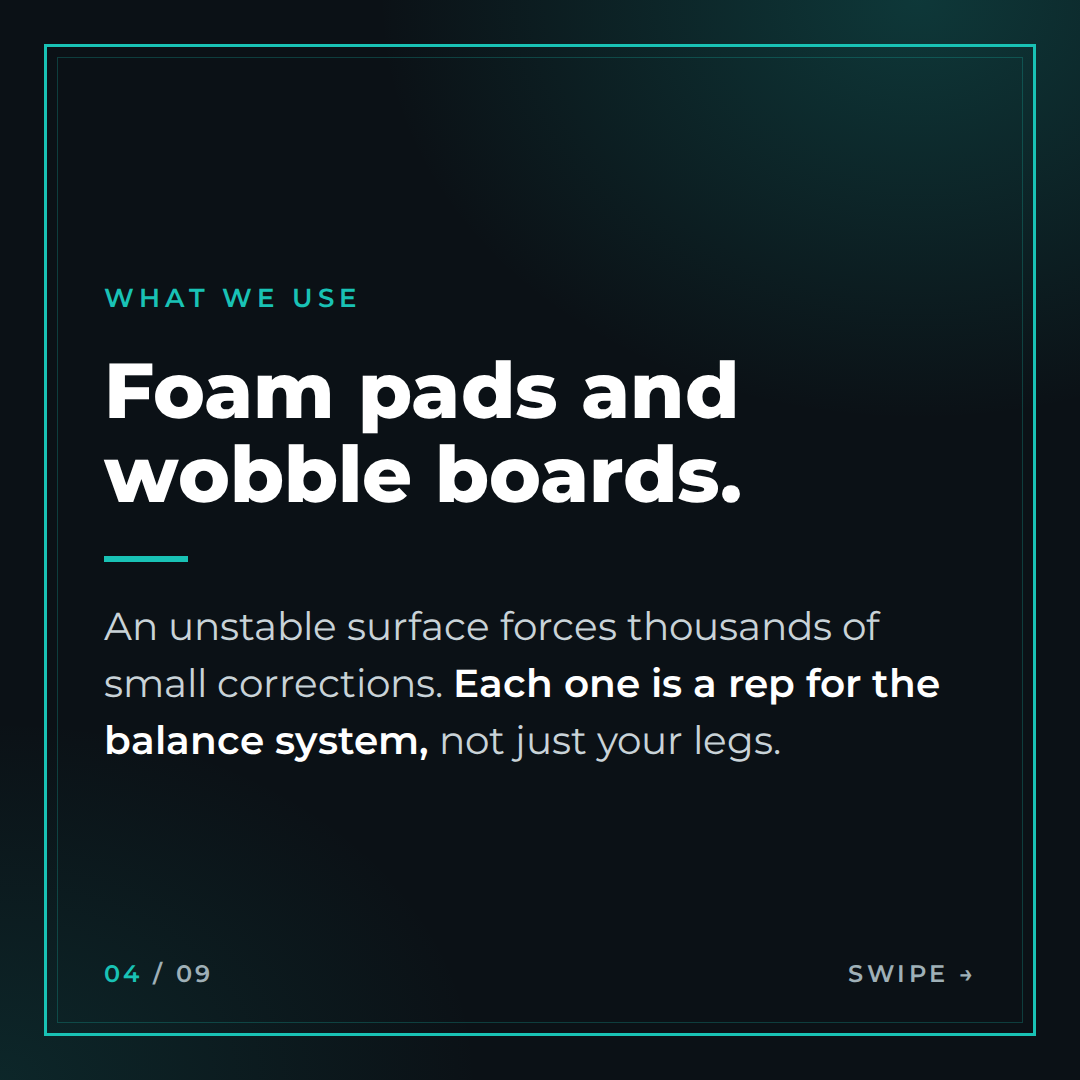 WHAT WE USE
Foam pads and
wobble boards.
An unstable surface forces thousands of
small corrections. Each one is a rep for the
balance system, not just your legs.
04 / 09
SWIPE →